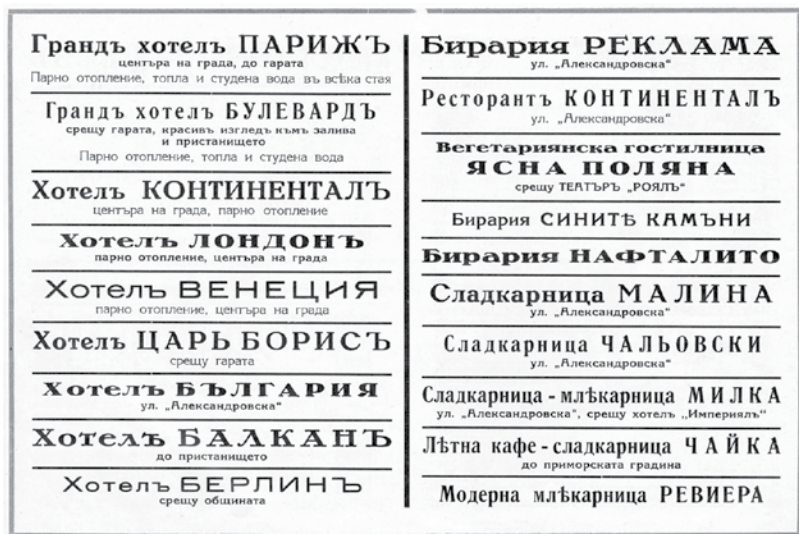 Грандъ хотелъ ПАРИЖЪ
центъра на града, до гарата
Парно отопление, топла и студена вода въ всѣка стая
Грандъ хотелъ БУЛЕВАРДЪ
срещу гарата, красивъ изгледъ къмъ залива
и пристанището
Парно отопление, топла и студена вода
Хотелъ КОНТИНЕНТАЛЪ
центъра на града, парно отопление
Хотелъ ЛОНДОНЪ
парно отопление, центъра на града
Хотелъ ВЕНЕЦИЯ
парно отопление, центъра на града
Хотелъ ЦАРЬ БОРИСЪ
срещу гарата
Хотелъ БЪЛГАРИЯ
ул. „Александровска“
Хотелъ БАЛКАНЪ
до пристанището
Хотелъ БЕРЛИНЪ
срещу общината
Бирария РЕКЛАМА
ул. „Александровска“
Ресторантъ КОНТИНЕНТАЛЪ
ул. „Александровска“
Вегетариянска гостилница
ЯСНА ПОЛЯНА
срещу ТЕАТЪРЪ „РОЯЛЪ“
Бирария СИНИТѢ КАМЪНИ
Бирария НАФТАЛИТО
Сладкарница МАЛИНА
ул. „Александровска“
Сладкарница ЧАЛЬОВСКИ
ул. „Александровска“
Сладкарница - млѣкарница МИЛКА
ул. „Александровска“, срещу хотелъ „Империялъ“
Лѣтна кафе - сладкарница ЧАЙКА
до приморската градина
Модерна млѣкарница РЕВИЕРА